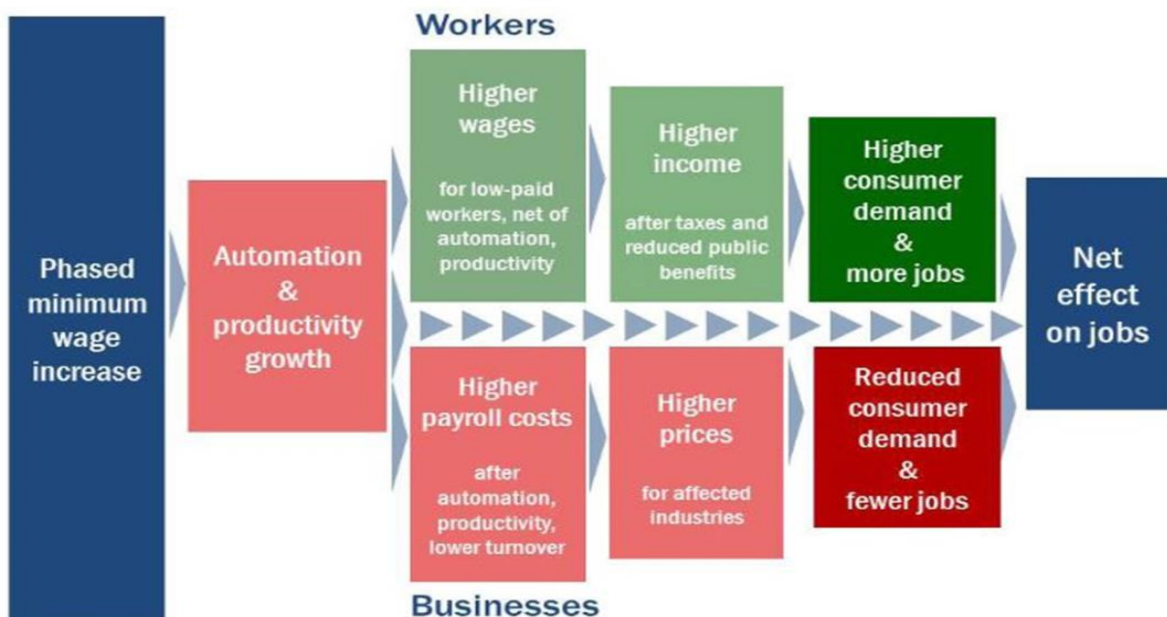 Phased
minimum
wage
increase
Automation
&
productivity
growth
Workers
Higher
wages
for low-paid
workers, net of
automation,
productivity
Higher
income
after taxes and
reduced public
benefits
Higher
consumer
demand
&
more jobs
Higher
payroll costs
after
automation,
productivity,
lower turnover
Higher
prices
for affected
industries
Reduced
consumer
demand
&
fewer jobs
Businesses
Net
effect
on jobs